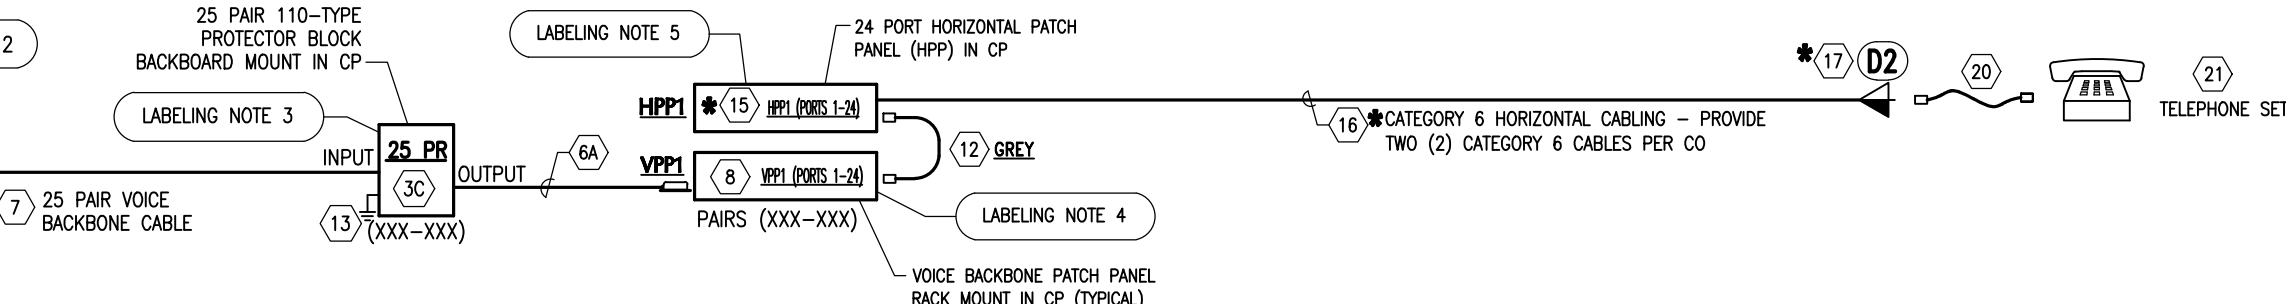 2
25 PAIR 110-TYPE
PROTECTOR BLOCK
BACKBOARD MOUNT IN CP
LABELING NOTE 3
INPUT
25 PR
3C
OUTPUT
7
25 PAIR VOICE
BACKBONE CABLE
13
(XXX-XXX)
6A
LABELING NOTE 5
24 PORT HORIZONTAL PATCH
PANEL (HPP) IN CP
HPP1
* 15 HPP1 (PORTS 1-24)
VPP1
8 VPP1 (PORTS 1-24)
PAIRS (XXX-XXX)
12 GREY
LABELING NOTE 4
VOICE BACKBONE PATCH PANEL
RACK MOUNT IN CP (TYPICAL)
16 *CATEGORY 6 HORIZONTAL CABLING - PROVIDE
TWO (2) CATEGORY 6 CABLES PER CO
* 17 D2
20
21
TELEPHONE SET